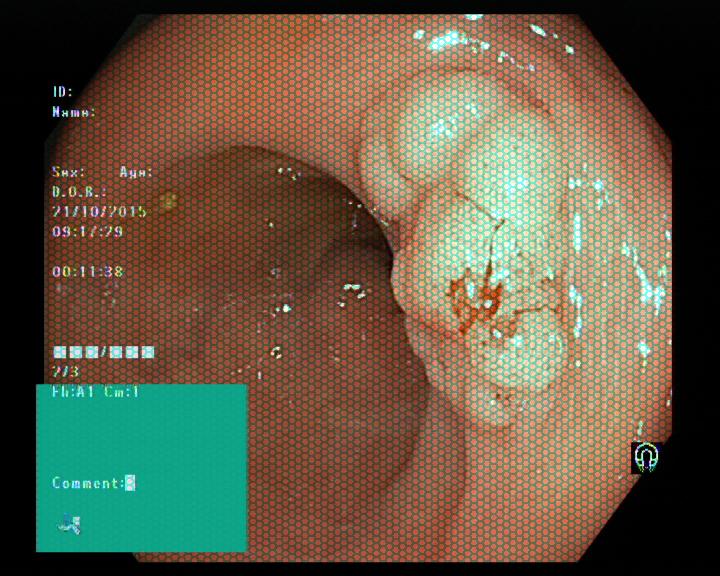 ID:
Name:
Sex: Age:
D.O.B.:
21/10/2015
09:17:29
00:11:38
/
2/3
Eh:A1 Cm:1
Comment: